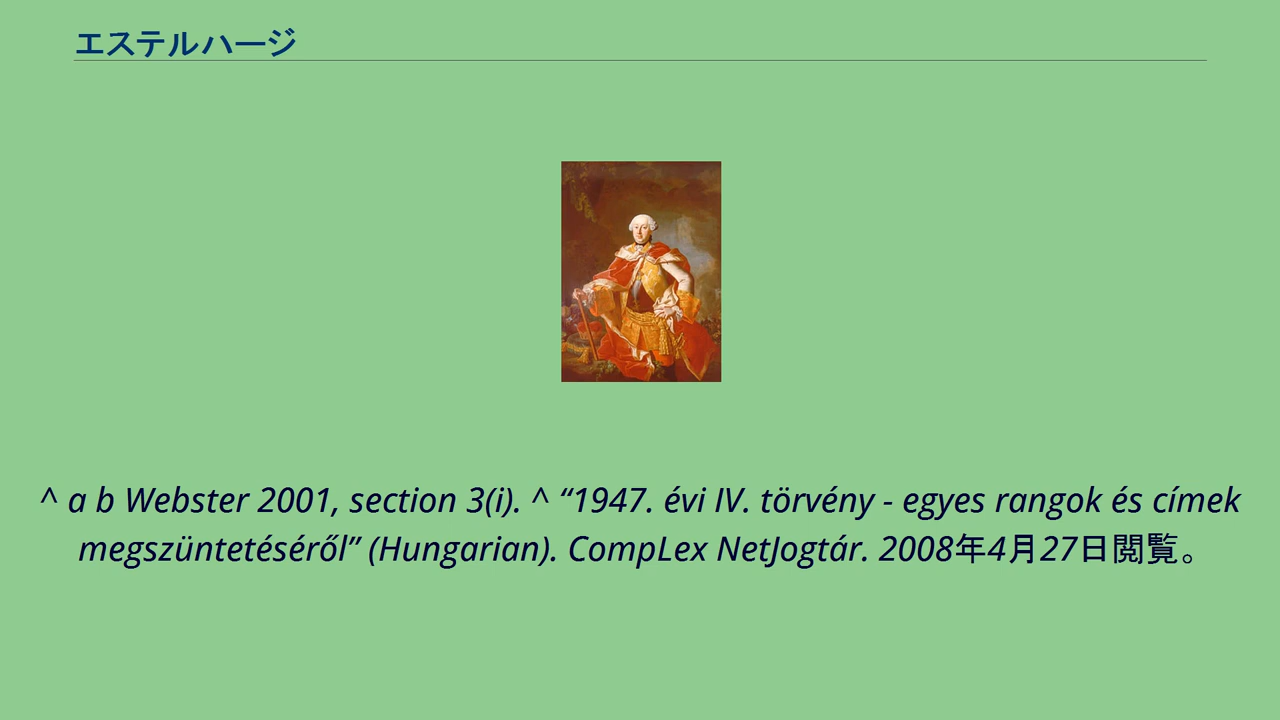 エステルハージ
^ a b Webster 2001, section 3(i). ^ “1947. évi IV. törvény - egyes rangok és címek
megszüntetéséről” (Hungarian). CompLex NetJogtár. 2008年4月27日閲覧。